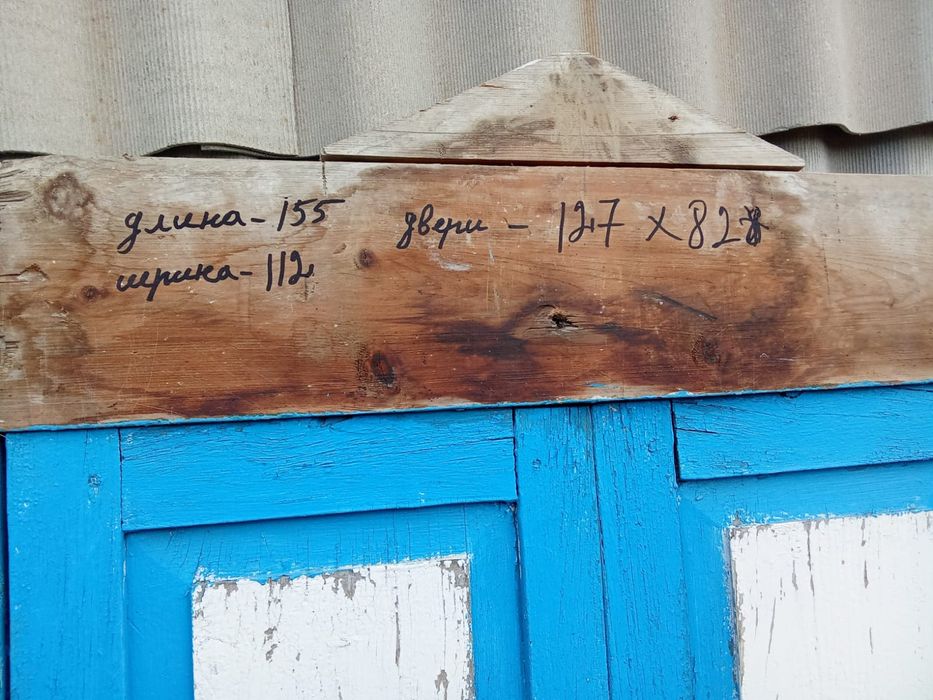 длина - 155
ширина - 112
двери - 127 х 82